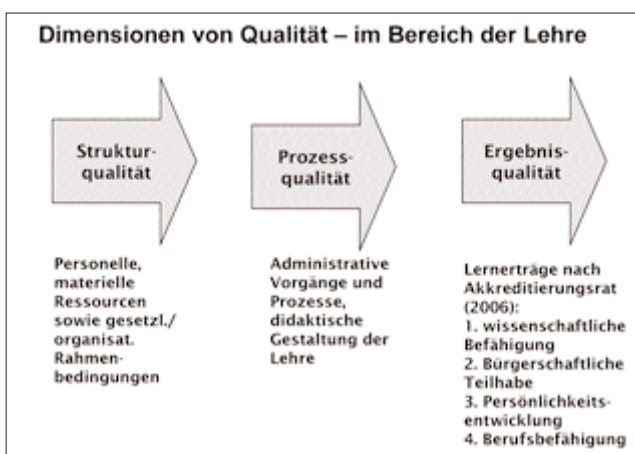 Dimensionen von Qualität – im Bereich der Lehre
Struktur-
qualität
Prozess-
qualität
Ergebnis-
qualität
Personelle,
materielle
Ressourcen
sowie gesetzl./
organisat.
Rahmen-
bedingungen
Administrative
Vorgänge und
Prozesse,
didaktische
Gestaltung der
Lehre
Lernerträge nach
Akkreditierungsrat
(2006):
1. wissenschaftliche
Befähigung
2. Bürgerschaftliche
Teilhabe
3. Persönlichkeits-
entwicklung
4. Berufsbefähigung